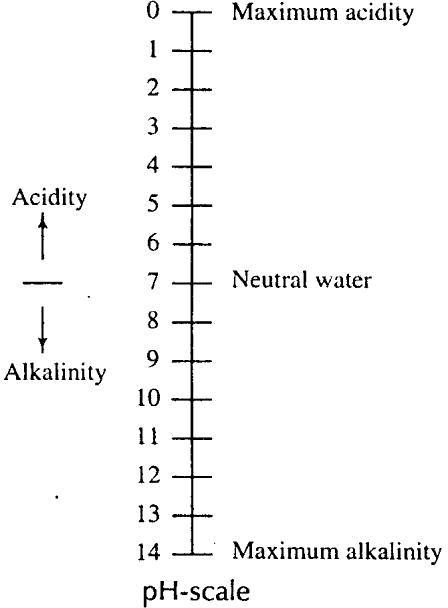 0 Maximum acidity
1
2
3
4
Acidity
5
6
7 Neutral water
8
9
Alkalinity
10
11
12
13
14 Maximum alkalinity
pH-scale